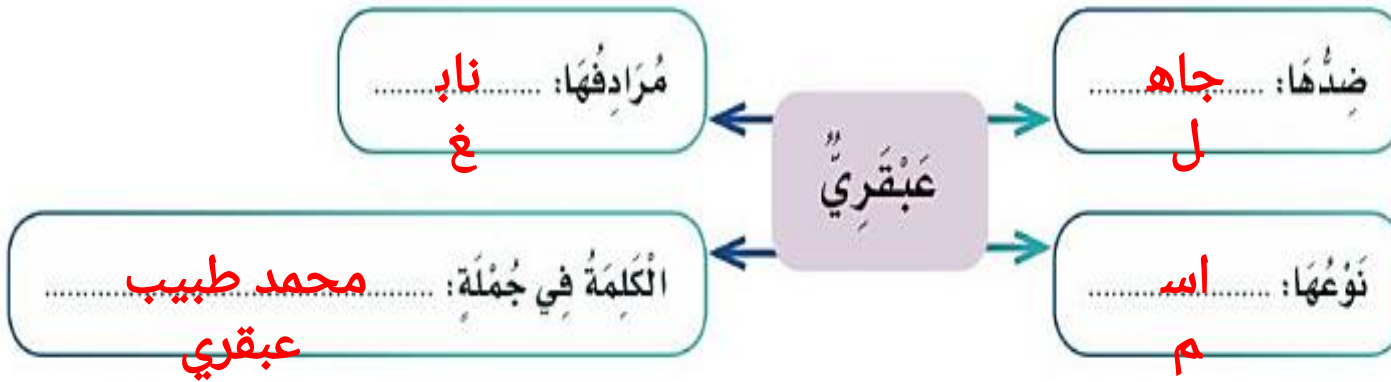 ضِدُّهَا: جاهل
مُرَادِفُهَا: نابغ
عَبْقَرِيٌّ
نَوْعُهَا: اسم
الْكَلِمَةُ فِي جُمْلَةٍ: محمد طبيب
عبقري